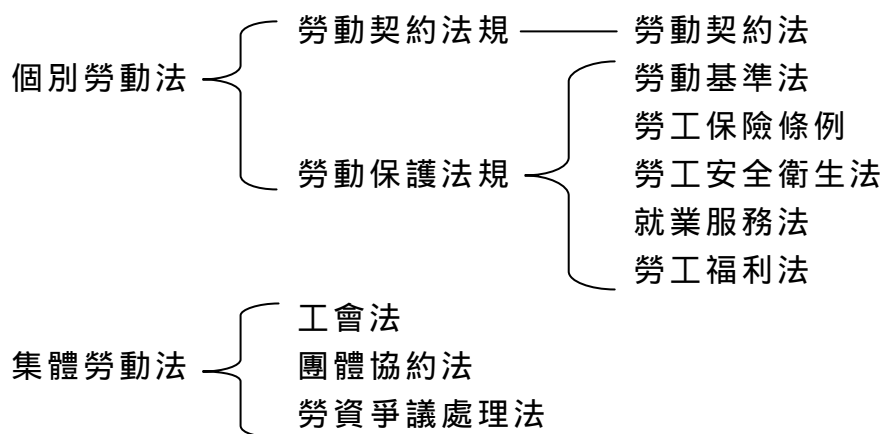 勞動契約法規 勞動契約法
個別勞動法 勞動基準法
勞工保險條例
勞動保護法規 勞工安全衛生法
就業服務法
勞工福利法
工會法
集體勞動法 團體協約法
勞資爭議處理法